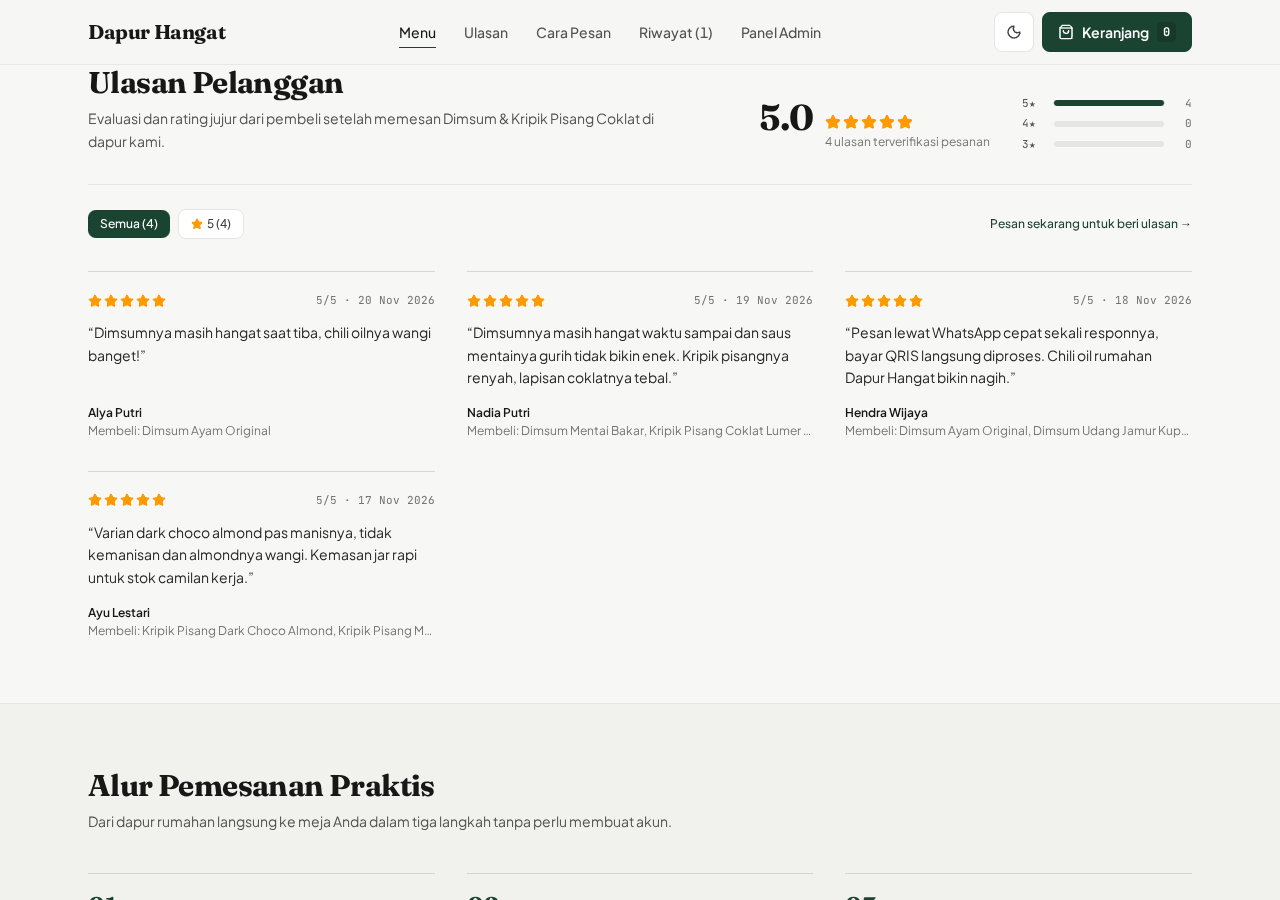 Dapur Hangat
Menu
Ulasan
Cara Pesan
Riwayat (1)
Panel Admin
Keranjang 0
Ulasan Pelanggan
Evaluasi dan rating jujur dari pembeli setelah memesan Dimsum & Kripik Pisang Coklat di
dapur kami.
5.0
4 ulasan terverifikasi pesanan
5★ 4
4★ 0
3★ 0
Semua (4)
★ 5 (4)
Pesan sekarang untuk beri ulasan →
5/5 · 20 Nov 2026
“Dimsumnya masih hangat saat tiba, chili oilnya wangi
banget!”
Alya Putri
Membeli: Dimsum Ayam Original
5/5 · 19 Nov 2026
“Dimsumnya masih hangat waktu sampai dan saus
mentainya gurih tidak bikin enek. Kripik pisangnya
renyah, lapisan coklatnya tebal.”
Nadia Putri
Membeli: Dimsum Mentai Bakar, Kripik Pisang Coklat Lumer ...
5/5 · 18 Nov 2026
“Pesan lewat WhatsApp cepat sekali responnya,
bayar QRIS langsung diproses. Chili oil rumahan
Dapur Hangat bikin nagih.”
Hendra Wijaya
Membeli: Dimsum Ayam Original, Dimsum Udang Jamur Kup...
5/5 · 17 Nov 2026
“Varian dark choco almond pas manisnya, tidak
kemanisan dan almondnya wangi. Kemasan jar rapi
untuk stok camilan kerja.”
Ayu Lestari
Membeli: Kripik Pisang Dark Choco Almond, Kripik Pisang M...
Alur Pemesanan Praktis
Dari dapur rumahan langsung ke meja Anda dalam tiga langkah tanpa perlu membuat akun.